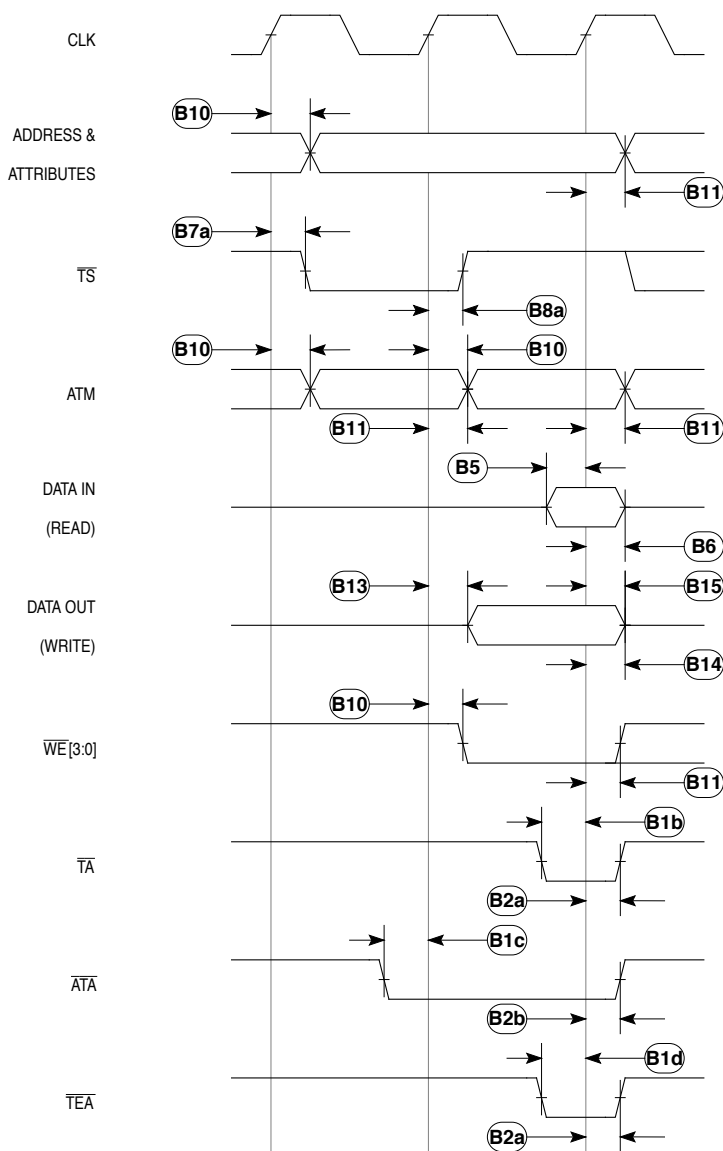 CLK
B10
ADDRESS &
ATTRIBUTES
B11
B7a
TS
B8a
B10
B10
ATM
B11
B11
B5
DATA IN
(READ)
B6
B13
B15
DATA OUT
(WRITE)
B14
B10
WE[3:0]
B11
B1b
TA
B2a
B1c
ATA
B2b
B1d
TEA
B2a